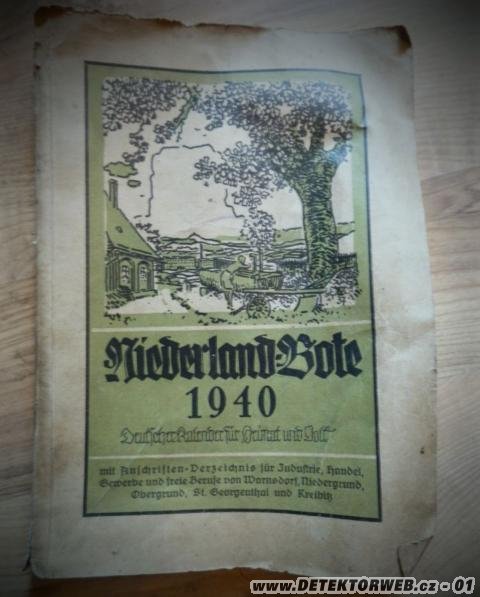 Niederland-Bote
1940
Deutscher Kalender für Heimat und Volk
mit Anschriften-Verzeichnis für Industrie, Handel,
Gewerbe und freie Berufe von Warnsdorf, Niedergrund,
Obergrund, St. Georgenthal und Kreibitz
www.DETEKTORWEB.cz - 01